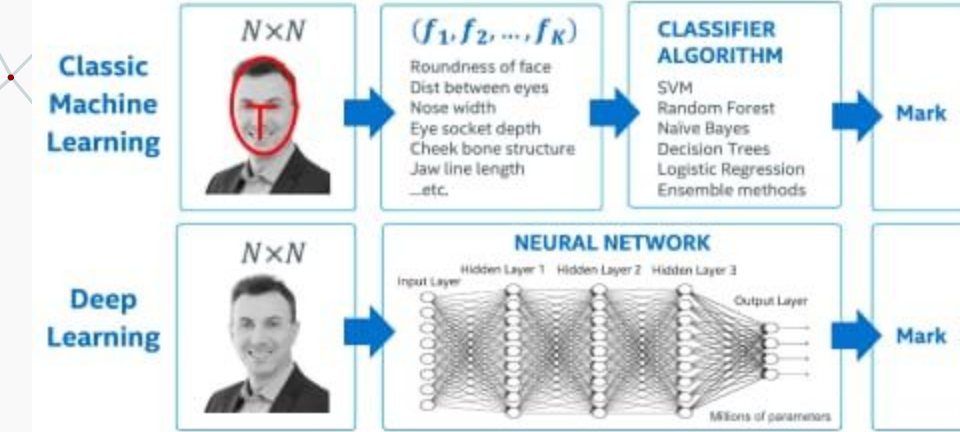 Classic
Machine
Learning
N×N
(f₁, f₂, ..., f_K)
Roundness of face
Dist between eyes
Nose width
Eye socket depth
Cheek bone structure
Jaw line length
...etc.
CLASSIFIER
ALGORITHM
SVM
Random Forest
Naïve Bayes
Decision Trees
Logistic Regression
Ensemble methods
Mark
Deep
Learning
N×N
NEURAL NETWORK
Hidden Layer 1 Hidden Layer 2 Hidden Layer 3
Input Layer
Output Layer
Millions of parameters
Mark